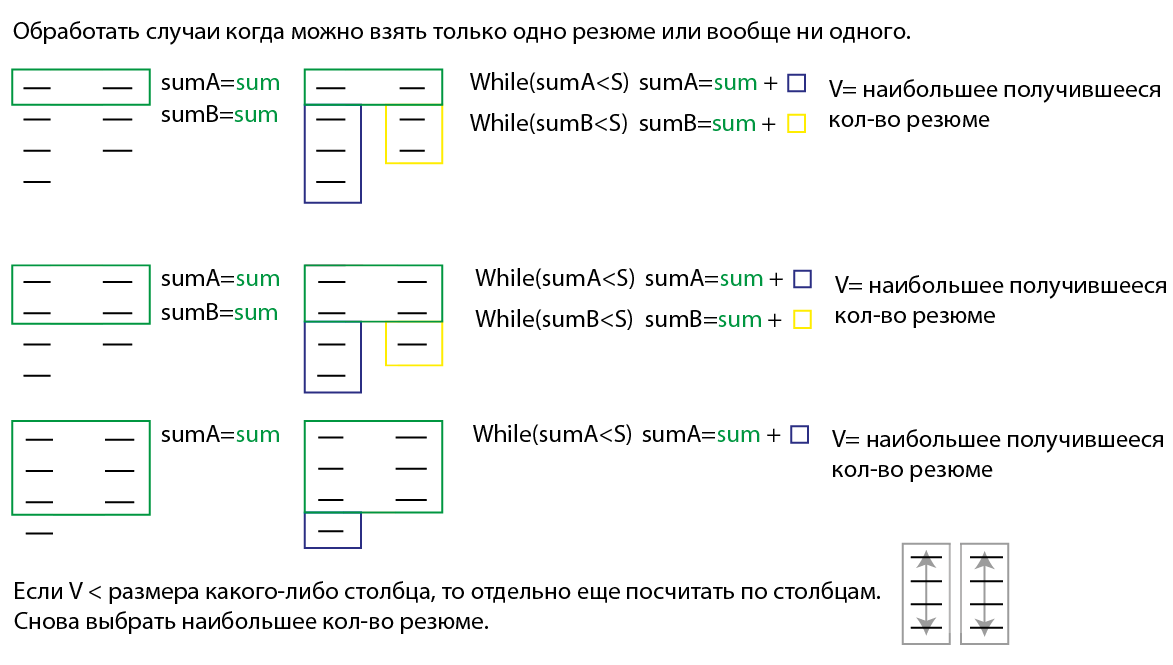 Обработать случаи когда можно взять только одно резюме или вообще ни одного.
sumA=sum
sumB=sum
While(sumA<S) sumA=sum +
While(sumB<S) sumB=sum +
V= наибольшее получившееся
кол-во резюме
sumA=sum
sumB=sum
While(sumA<S) sumA=sum +
While(sumB<S) sumB=sum +
V= наибольшее получившееся
кол-во резюме
sumA=sum
While(sumA<S) sumA=sum +
V= наибольшее получившееся
кол-во резюме
Если V < размера какого-либо столбца, то отдельно еще посчитать по столбцам.
Снова выбрать наибольшее кол-во резюме.